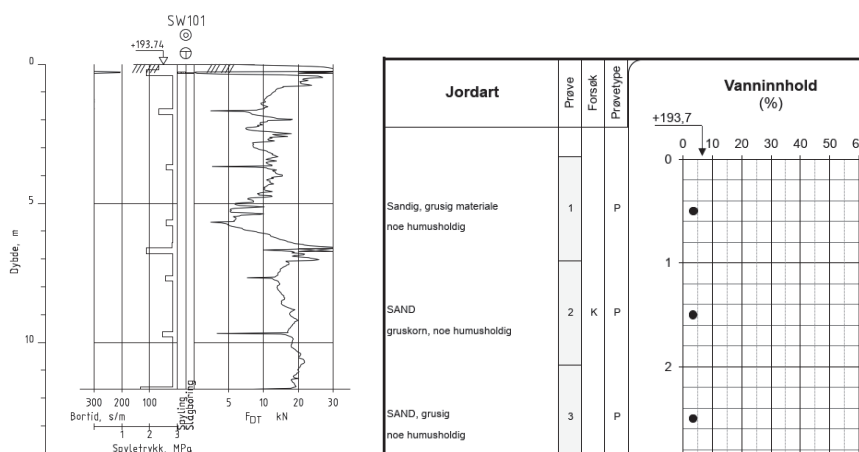 SW101
+193.74
0
5
10
Dybde, m
300 200 100
Bortid, s/m
1 2 3
Spyletrykk, MPa
Spyling
Slagboring
5 10 20 30
FDT kN
Jordart
Prøve
Forsøk
Prøvetype
Vanninnhold
(%)
+193,7
0 10 20 30 40 50
0
1
2
Sandig, grusig materiale
noe humusholdig
1
P
SAND
gruskorn, noe humusholdig
2
K
P
SAND, grusig
noe humusholdig
3
P